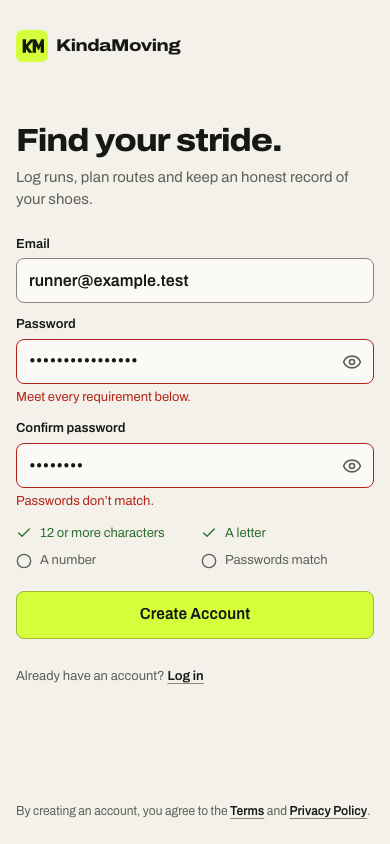 KM KindaMoving
Find your stride.
Log runs, plan routes and keep an honest record of
your shoes.
Email
runner@example.test
Password
••••••••••••••••
Meet every requirement below.
Confirm password
••••••••
Passwords don’t match.
12 or more characters A letter
A number Passwords match
Create Account
Already have an account? Log in
By creating an account, you agree to the Terms and Privacy Policy.